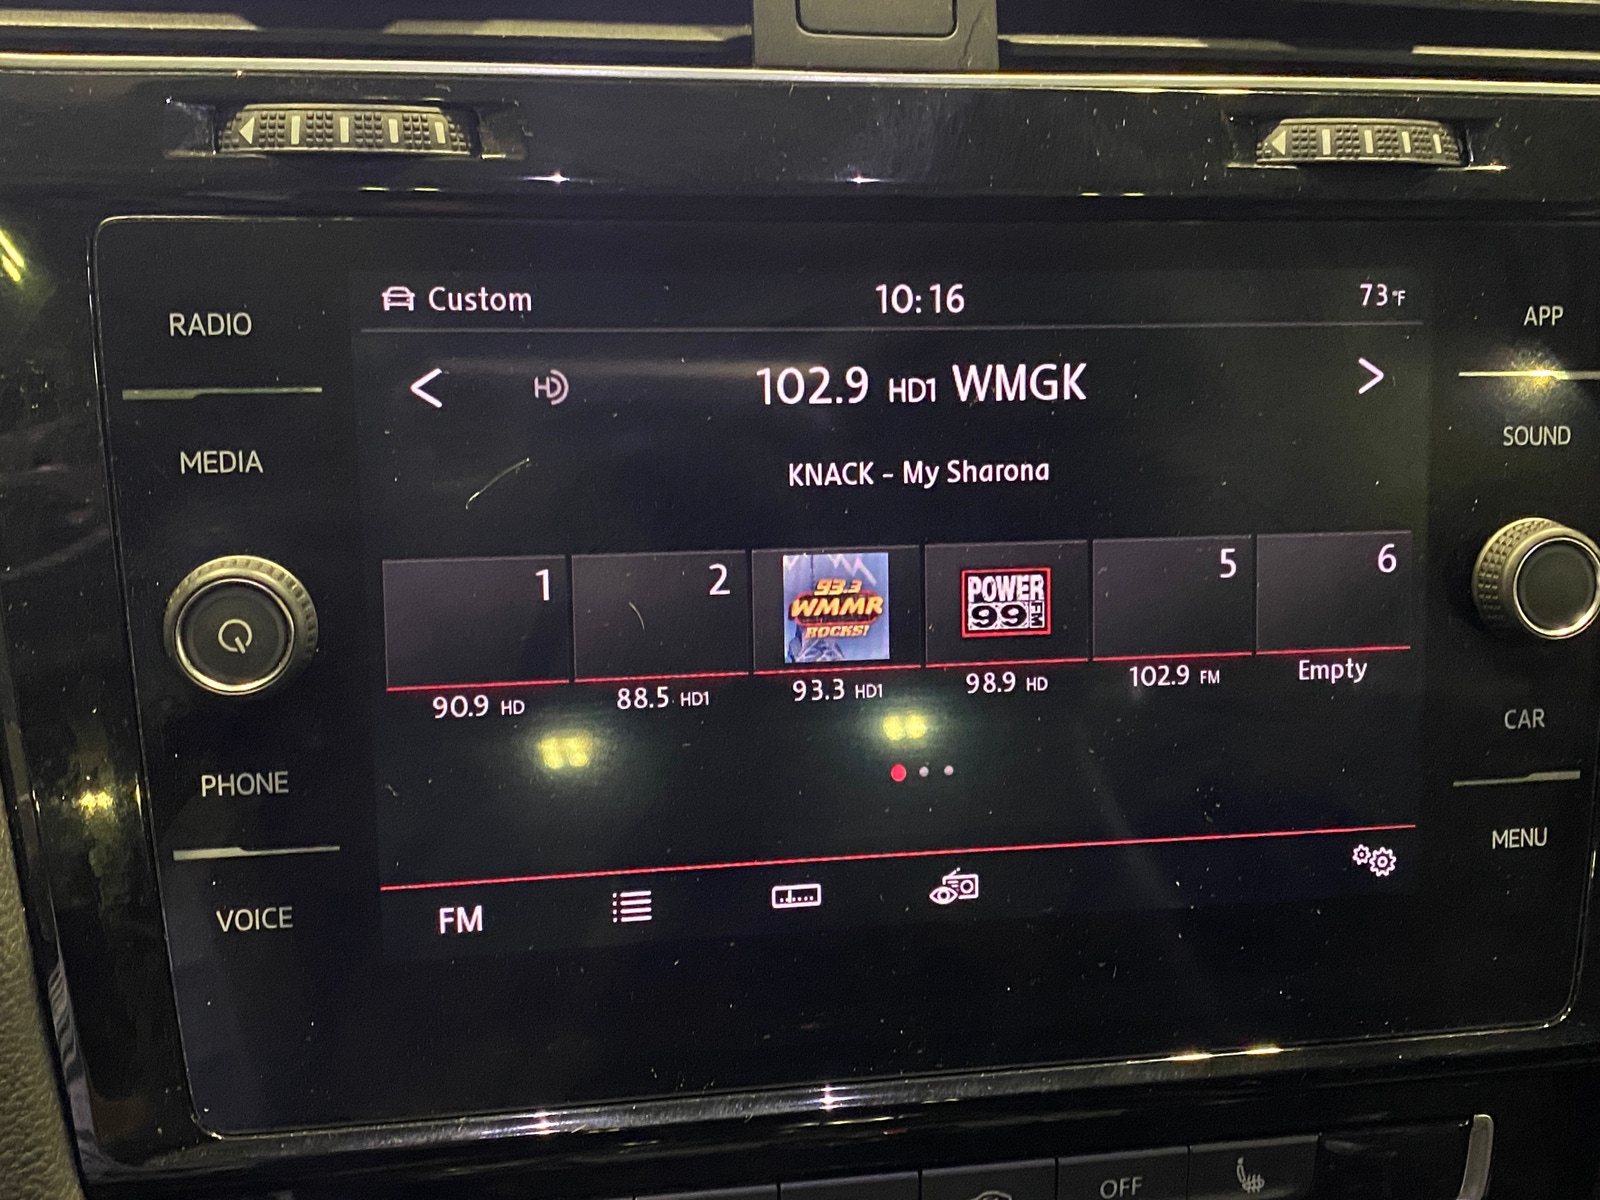 RADIO
MEDIA
PHONE
VOICE
Custom
10:16
73°F
HD
102.9 HD1 WMGK
KNACK - My Sharona
1
2
93.3
WMMR
ROCKS!
POWER
99 FM
5
6
90.9 HD
88.5 HD1
93.3 HD1
98.9 HD
102.9 FM
Empty
FM
APP
SOUND
CAR
MENU
OFF